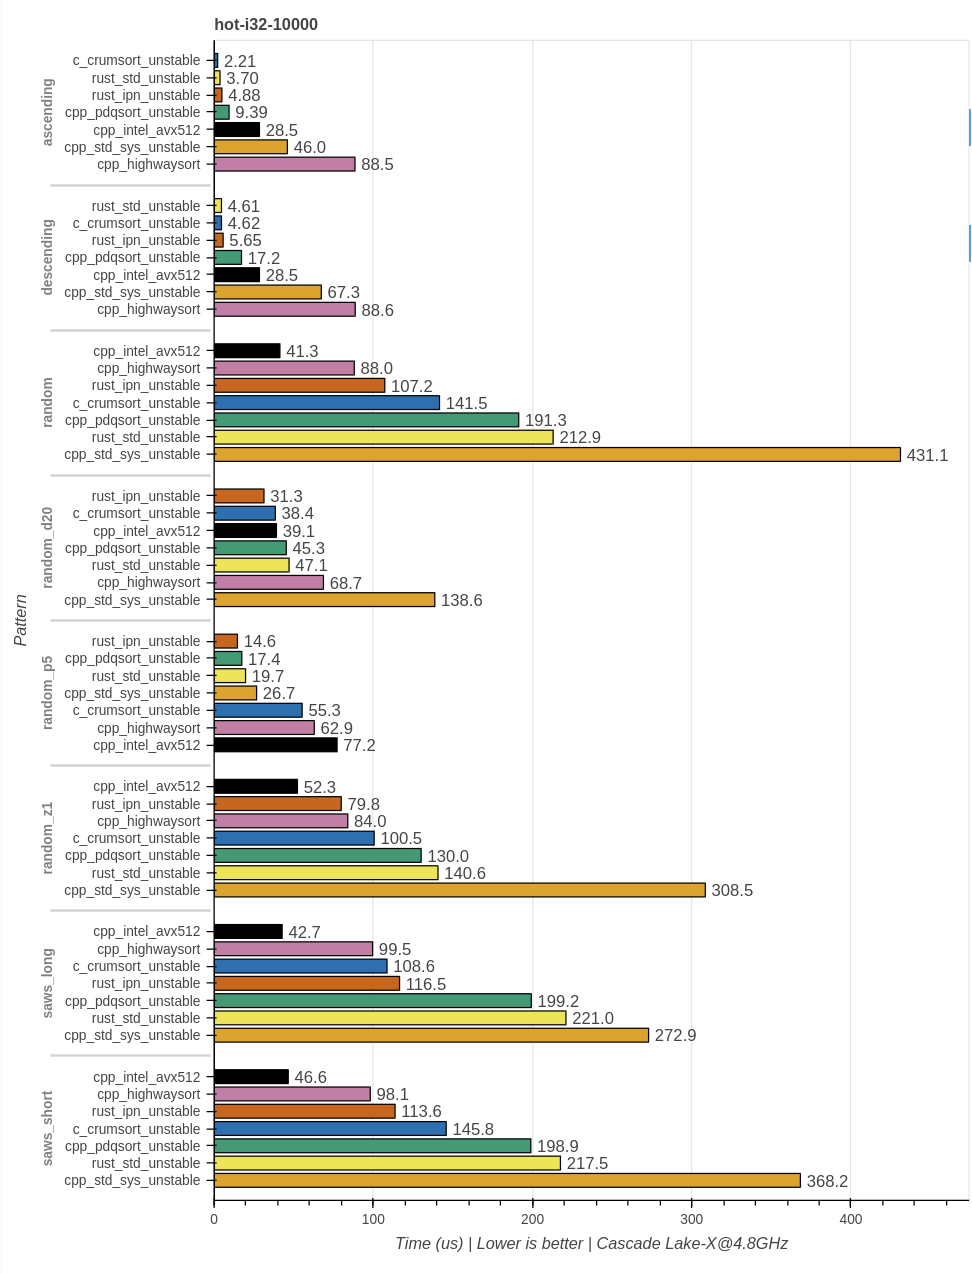 hot-i32-10000
Pattern
ascending
c_crumsort_unstable 2.21
rust_std_unstable 3.70
rust_ipn_unstable 4.88
cpp_pdqsort_unstable 9.39
cpp_intel_avx512 28.5
cpp_std_sys_unstable 46.0
cpp_highwaysort 88.5
descending
rust_std_unstable 4.61
c_crumsort_unstable 4.62
rust_ipn_unstable 5.65
cpp_pdqsort_unstable 17.2
cpp_intel_avx512 28.5
cpp_std_sys_unstable 67.3
cpp_highwaysort 88.6
random
cpp_intel_avx512 41.3
cpp_highwaysort 88.0
rust_ipn_unstable 107.2
c_crumsort_unstable 141.5
cpp_pdqsort_unstable 191.3
rust_std_unstable 212.9
cpp_std_sys_unstable 431.1
random_d20
rust_ipn_unstable 31.3
c_crumsort_unstable 38.4
cpp_intel_avx512 39.1
cpp_pdqsort_unstable 45.3
rust_std_unstable 47.1
cpp_highwaysort 68.7
cpp_std_sys_unstable 138.6
random_p5
rust_ipn_unstable 14.6
cpp_pdqsort_unstable 17.4
rust_std_unstable 19.7
cpp_std_sys_unstable 26.7
c_crumsort_unstable 55.3
cpp_highwaysort 62.9
cpp_intel_avx512 77.2
random_z1
cpp_intel_avx512 52.3
rust_ipn_unstable 79.8
cpp_highwaysort 84.0
c_crumsort_unstable 100.5
cpp_pdqsort_unstable 130.0
rust_std_unstable 140.6
cpp_std_sys_unstable 308.5
saws_long
cpp_intel_avx512 42.7
cpp_highwaysort 99.5
c_crumsort_unstable 108.6
rust_ipn_unstable 116.5
cpp_pdqsort_unstable 199.2
rust_std_unstable 221.0
cpp_std_sys_unstable 272.9
saws_short
cpp_intel_avx512 46.6
cpp_highwaysort 98.1
rust_ipn_unstable 113.6
c_crumsort_unstable 145.8
cpp_pdqsort_unstable 198.9
rust_std_unstable 217.5
cpp_std_sys_unstable 368.2
0 100 200 300 400
Time (us) | Lower is better | Cascade Lake-X@4.8GHz